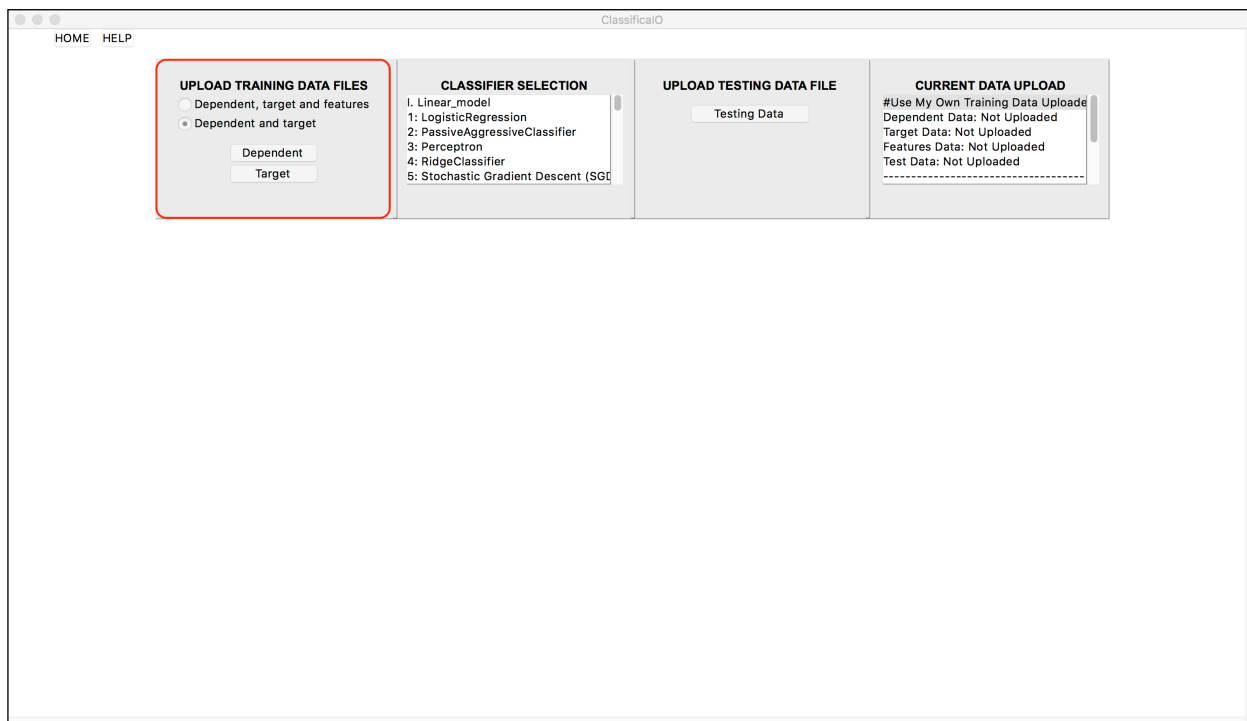 ClassificaIO
HOME HELP
UPLOAD TRAINING DATA FILES
Dependent, target and features
Dependent and target
Dependent
Target
CLASSIFIER SELECTION
I. Linear_model
1: LogisticRegression
2: PassiveAggressiveClassifier
3: Perceptron
4: RidgeClassifier
5: Stochastic Gradient Descent (SGD
UPLOAD TESTING DATA FILE
Testing Data
CURRENT DATA UPLOAD
#Use My Own Training Data Uploade
Dependent Data: Not Uploaded
Target Data: Not Uploaded
Features Data: Not Uploaded
Test Data: Not Uploaded
-----------------------------------